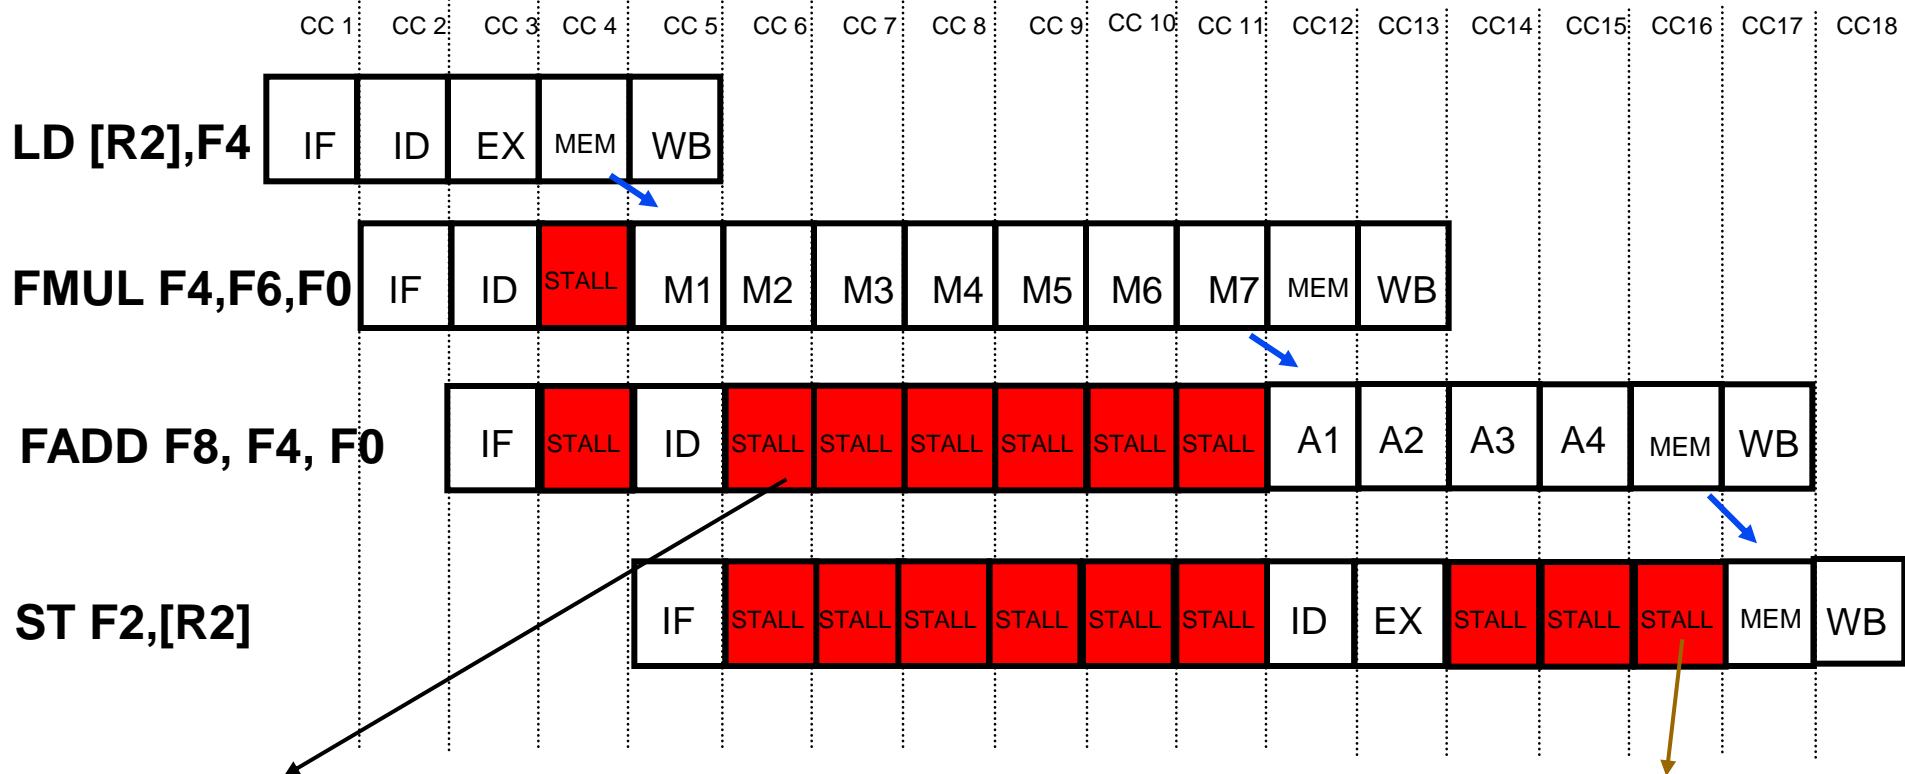 CC 1 CC 2 CC 3 CC 4 CC 5 CC 6 CC 7 CC 8 CC 9 CC 10 CC 11 CC12 CC13 CC14 CC15 CC16 CC17 CC18
LD [R2],F4 IF ID EX MEM WB
FMUL F4,F6,F0 IF ID STALL M1 M2 M3 M4 M5 M6 M7 MEM WB
FADD F8, F4, F0 IF STALL ID STALL STALL STALL STALL STALL STALL A1 A2 A3 A4 MEM WB
ST F2,[R2] IF STALL STALL STALL STALL STALL STALL ID EX STALL STALL STALL MEM WB